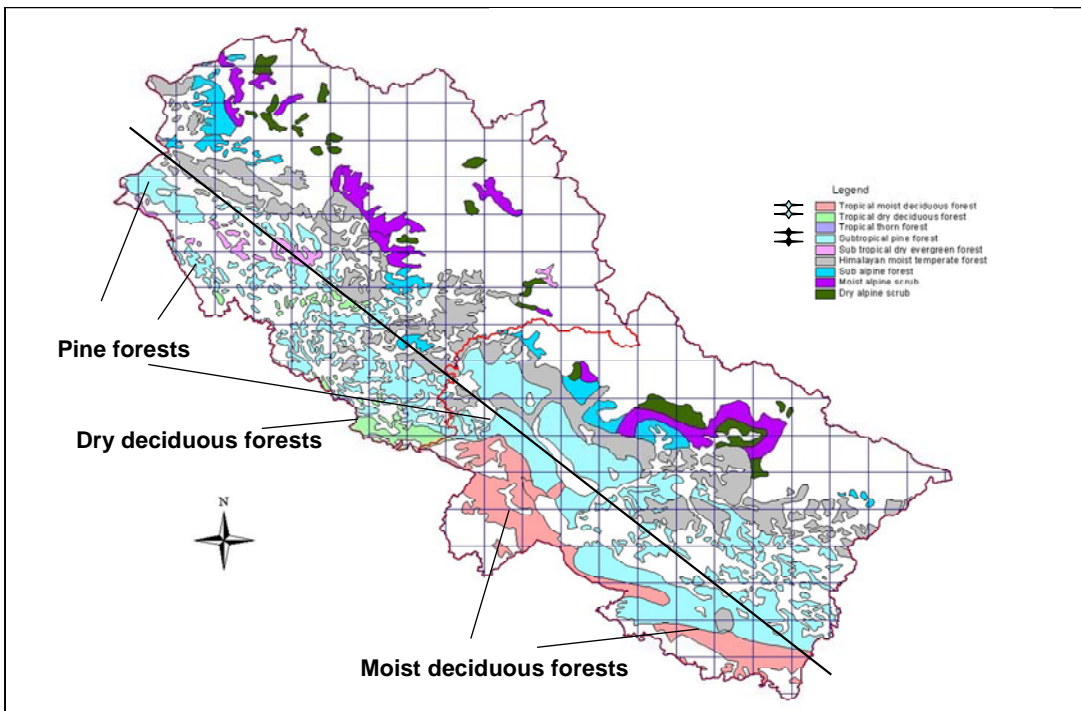 Legend
Tropical moist deciduous forest
Tropical dry deciduous forest
Tropical thorn forest
Subtropical pine forest
Sub tropical dry evergreen forest
Himalayan moist temperate forest
Sub alpine forest
Moist alpine scrub
Dry alpine scrub
Pine forests
Dry deciduous forests
N
Moist deciduous forests